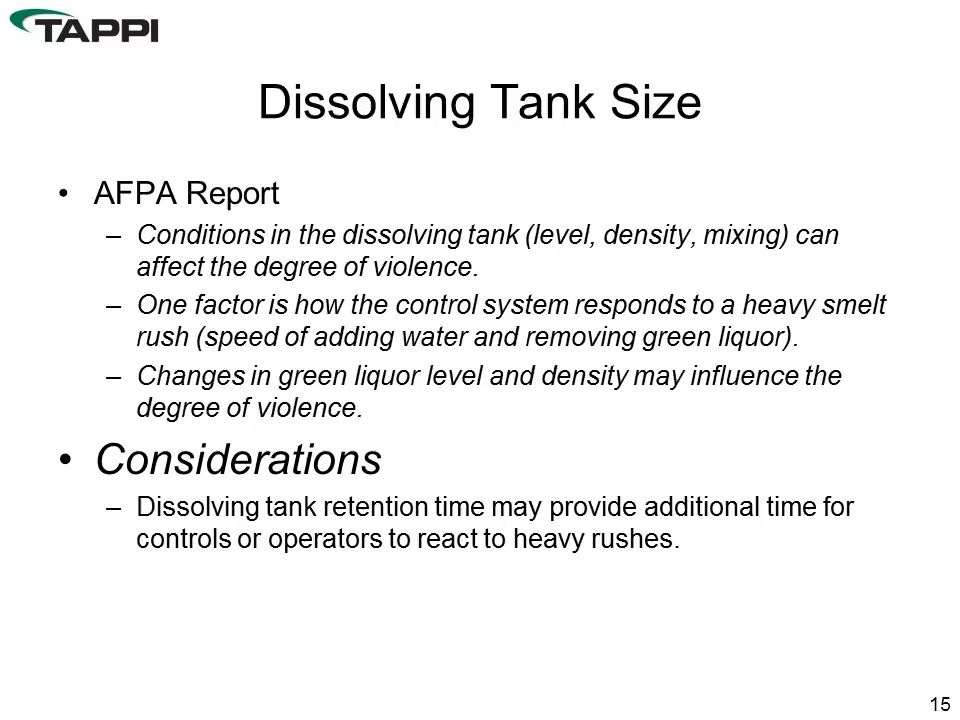 TAPPI
Dissolving Tank Size
• AFPA Report
– Conditions in the dissolving tank (level, density, mixing) can
affect the degree of violence.
– One factor is how the control system responds to a heavy smelt
rush (speed of adding water and removing green liquor).
– Changes in green liquor level and density may influence the
degree of violence.
• Considerations
– Dissolving tank retention time may provide additional time for
controls or operators to react to heavy rushes.
15